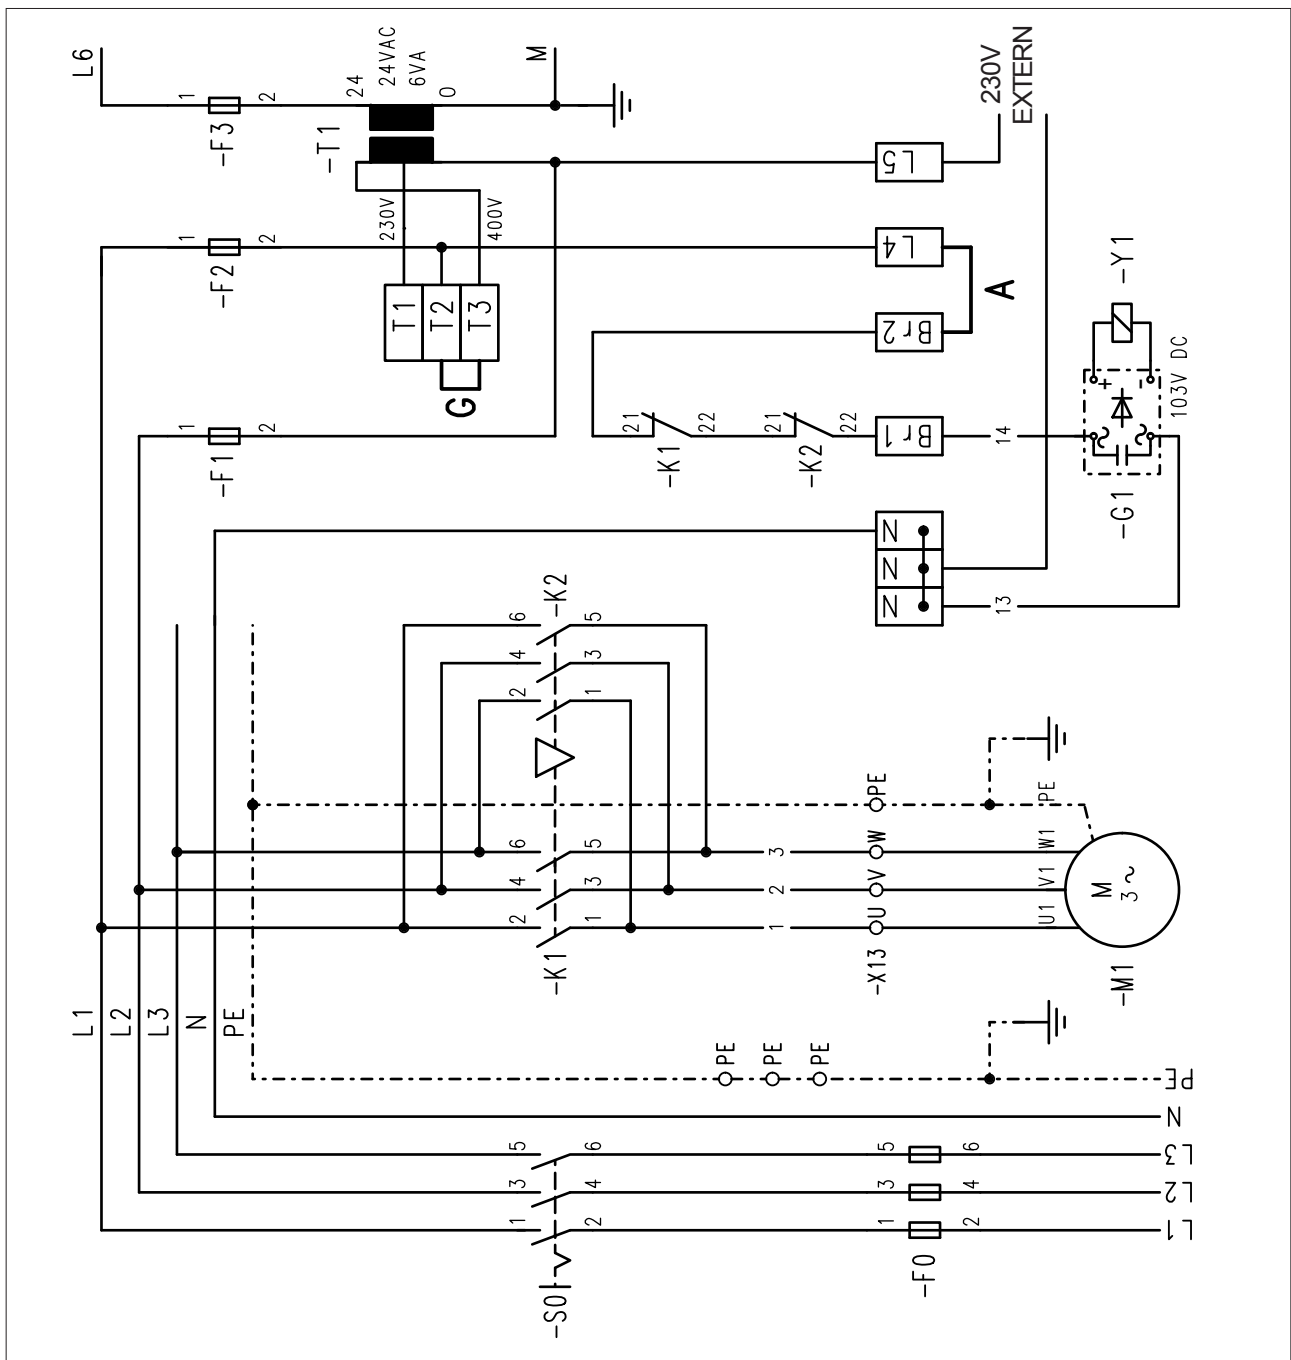 L1
L2
L3
N
PE
-S0
1
2
3
4
5
6
-F0
1
2
3
4
5
6
L1
L2
L3
N
PE
PE
PE
PE
-K1
2
1
4
3
6
5
-K2
2
1
4
3
6
5
1
2
3
-X13
U
V
W
PE
U1
V1
W1
PE
M
3~
-M1
-F1
1
2
-F2
1
2
-F3
1
2
L6
-T1
24
0
24VAC
6VA
M
230V
400V
T1
T2
T3
G
-K1
21
22
-K2
21
22
N
N
N
Br1
Br2
L4
L5
A
13
14
230V
EXTERN
-G1
+
-
103V DC
-Y1